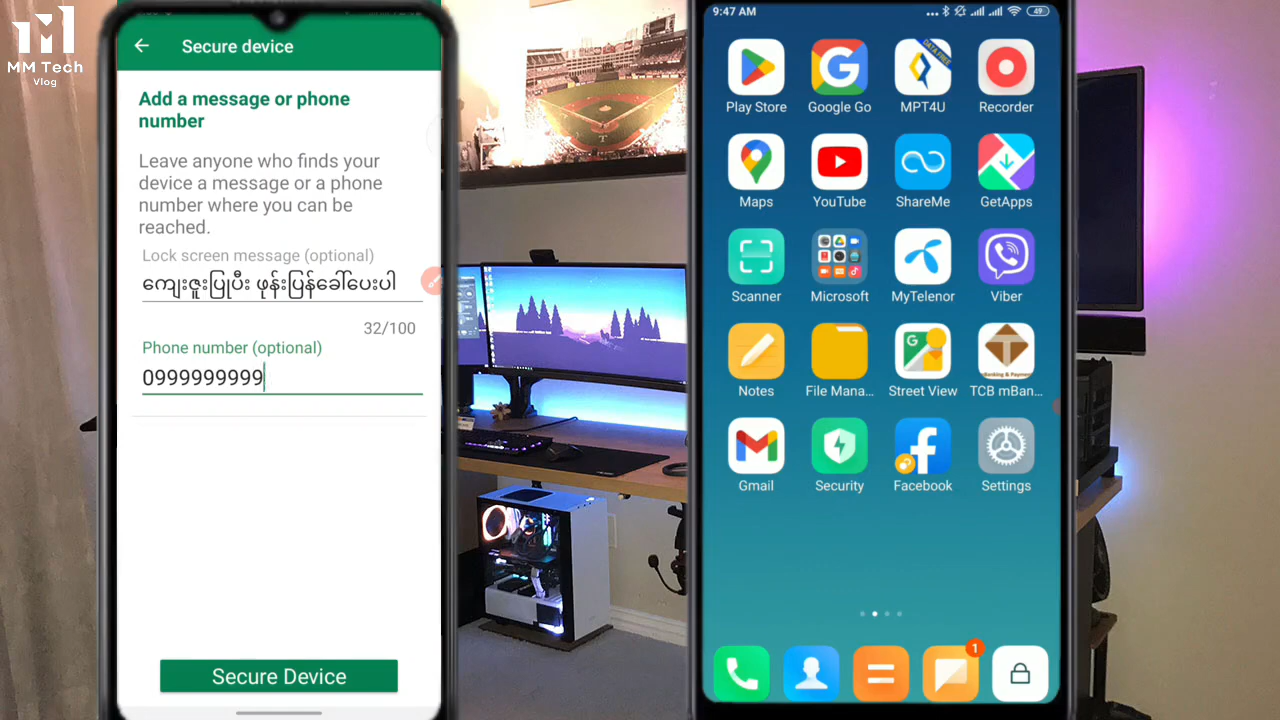 MM Tech
Vlog
Secure device
Add a message or phone
number
Leave anyone who finds your
device a message or a phone
number where you can be
reached.
Lock screen message (optional)
ကျေးဇူးပြုပီး ဖုန်းပြန်ခေါ်ပေးပါ
32/100
Phone number (optional)
0999999999
Secure Device
9:47 AM
49
Play Store
Google Go
DATA FREE
MPT4U
Recorder
Maps
YouTube
ShareMe
GetApps
Scanner
Microsoft
MyTelenor
Viber
Notes
File Mana...
Street View
TCB mBan...
Gmail
Security
Facebook
Settings
1